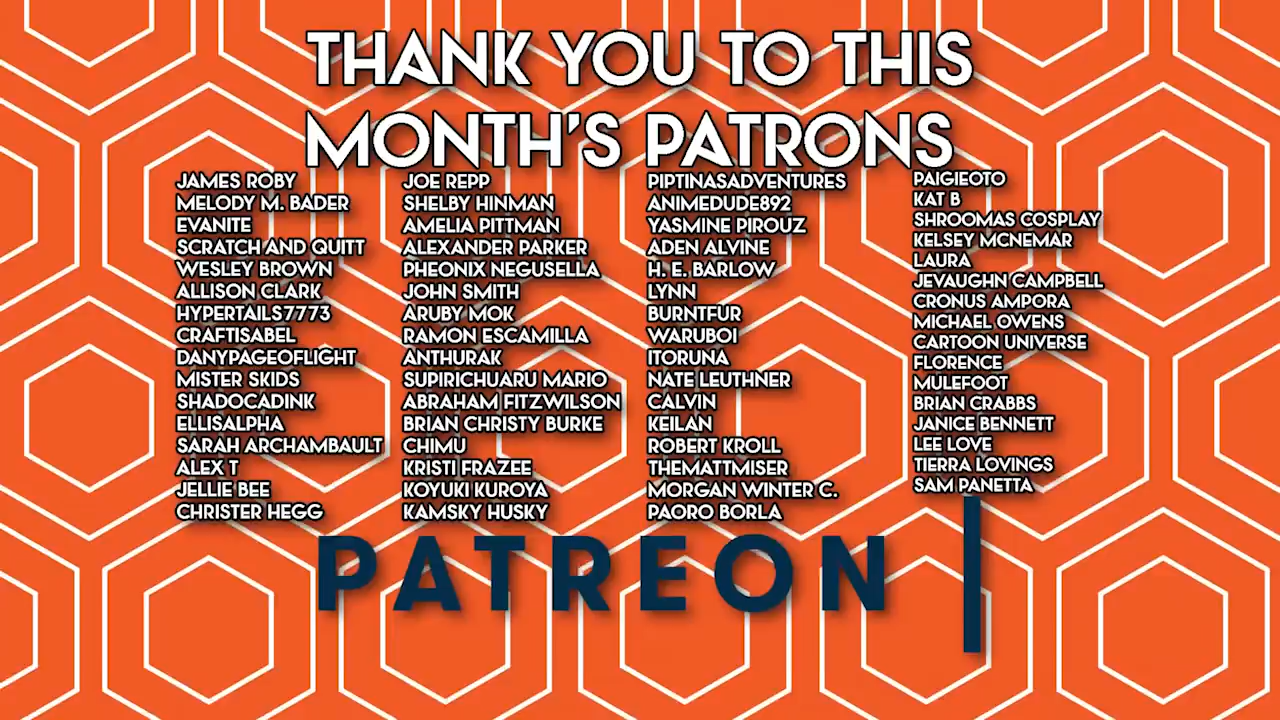 THANK YOU TO THIS
MONTH'S PATRONS
JAMES ROBY
MELODY M. BADER
EVANITE
SCRATCH AND QUITT
WESLEY BROWN
ALLISON CLARK
HYPERTAILS7773
CRAFTISABEL
DANYPAGEOFLIGHT
MISTER SKIDS
SHADOCADINK
ELLISALPHA
SARAH ARCHAMBAULT
ALEX T
JELLIE BEE
CHRISTER HEGG
JOE REPP
SHELBY HINMAN
AMELIA PITTMAN
ALEXANDER PARKER
PHEONIX NEGUSELLA
JOHN SMITH
ARUBY MOK
RAMON ESCAMILLA
ANTHURAK
SUPIRICHUARU MARIO
ABRAHAM FITZWILSON
BRIAN CHRISTY BURKE
CHIMU
KRISTI FRAZEE
KOYUKI KUROYA
KAMSKY HUSKY
PIPTINASADVENTURES
ANIMEDUDE892
YASMINE PIROUZ
ADEN ALVINE
H. E. BARLOW
LYNN
BURNTFUR
WARUBOI
ITORUNA
NATE LEUTHNER
CALVIN
KEILAN
ROBERT KROLL
THEMATTMISER
MORGAN WINTER C.
PAORO BORLA
PAIGIEOTO
KAT B
SHROOMAS COSPLAY
KELSEY MCNEMAR
LAURA
JEVAUGHN CAMPBELL
CRONUS AMPORA
MICHAEL OWENS
CARTOON UNIVERSE
FLORENCE
MULEFOOT
BRIAN CRABBS
JANICE BENNETT
LEE LOVE
TIERRA LOVINGS
SAM PANETTA
PATREON